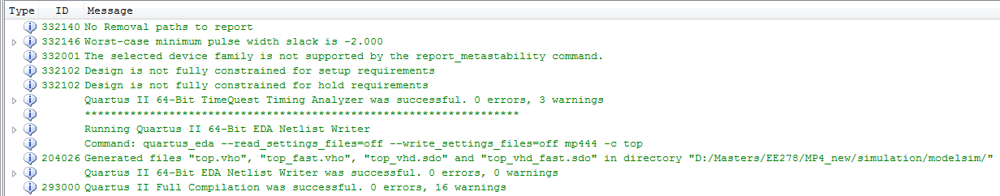 Type ID Message
332140 No Removal paths to report
332146 Worst-case minimum pulse width slack is -2.000
332001 The selected device family is not supported by the report_metastability command.
332102 Design is not fully constrained for setup requirements
332102 Design is not fully constrained for hold requirements
Quartus II 64-Bit TimeQuest Timing Analyzer was successful. 0 errors, 3 warnings
*******************************************************************
Running Quartus II 64-Bit EDA Netlist Writer
Command: quartus_eda --read_settings_files=off --write_settings_files=off mp444 -c top
204026 Generated files "top.vho", "top_fast.vho", "top_vhd.sdo" and "top_vhd_fast.sdo" in directory "D:/Masters/EE278/MP4_new/simulation/modelsim/"
Quartus II 64-Bit EDA Netlist Writer was successful. 0 errors, 0 warnings
293000 Quartus II Full Compilation was successful. 0 errors, 16 warnings